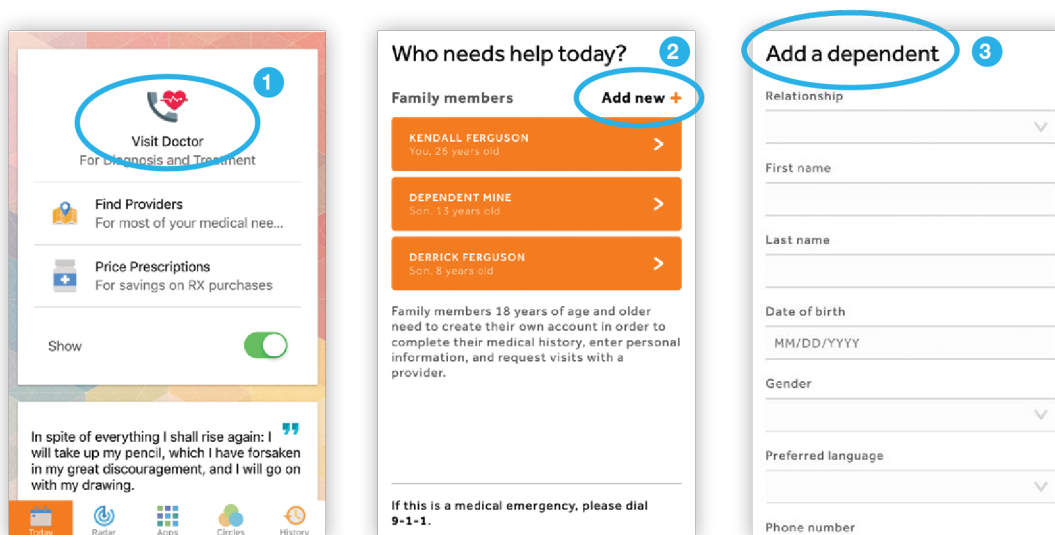 1
Visit Doctor
For Diagnosis and Treatment
Find Providers
For most of your medical nee...
Price Prescriptions
For savings on RX purchases
Show
In spite of everything I shall rise again: I
will take up my pencil, which I have forsaken
in my great discouragement, and I will go on
with my drawing.
Today
Radar
Apps
Circles
History
Who needs help today?
2
Family members
Add new +
KENDALL FERGUSON
You, 26 years old
DEPENDENT MINE
Son, 13 years old
DERRICK FERGUSON
Son, 8 years old
Family members 18 years of age and older
need to create their own account in order to
complete their medical history, enter personal
information, and request visits with a
provider.
If this is a medical emergency, please dial
9-1-1.
Add a dependent
3
Relationship
First name
Last name
Date of birth
MM/DD/YYYY
Gender
Preferred language
Phone number